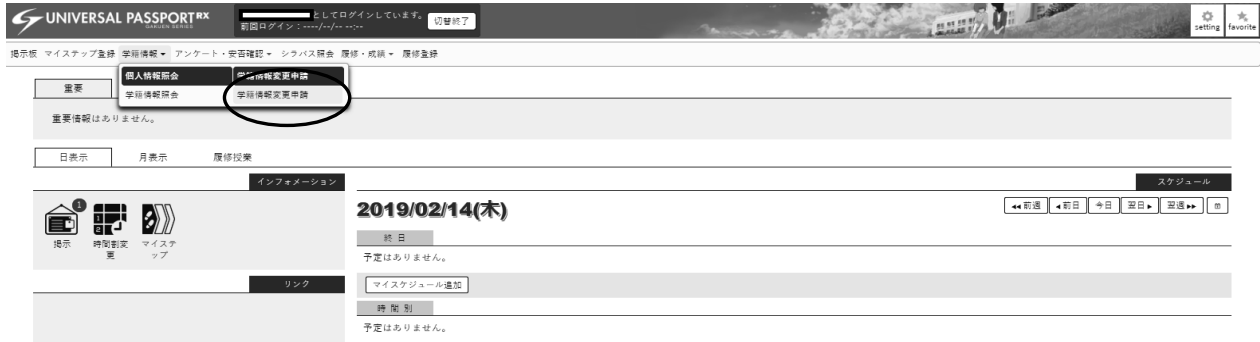 UNIVERSAL PASSPORT RX
GAKUEN SERIES
としてログインしています。
前回ログイン：----/--/-- --:--
切替終了
setting
favorite
掲示板 マイステップ登録 学籍情報▼ アンケート・安否確認▼ シラバス照会 履修・成績▼ 履修登録
個人情報照会 学籍情報変更申請
学籍情報照会 学籍情報変更申請
重要
重要情報はありません。
日表示 月表示 履修授業
インフォメーション
スケジュール
1
掲示
時間割変更
マイステップ
2019/02/14(木)
◂◂前週 ◂前日 今日 翌日▸ 翌週▸▸
終日
予定はありません。
リンク
マイスケジュール追加
時間別
予定はありません。